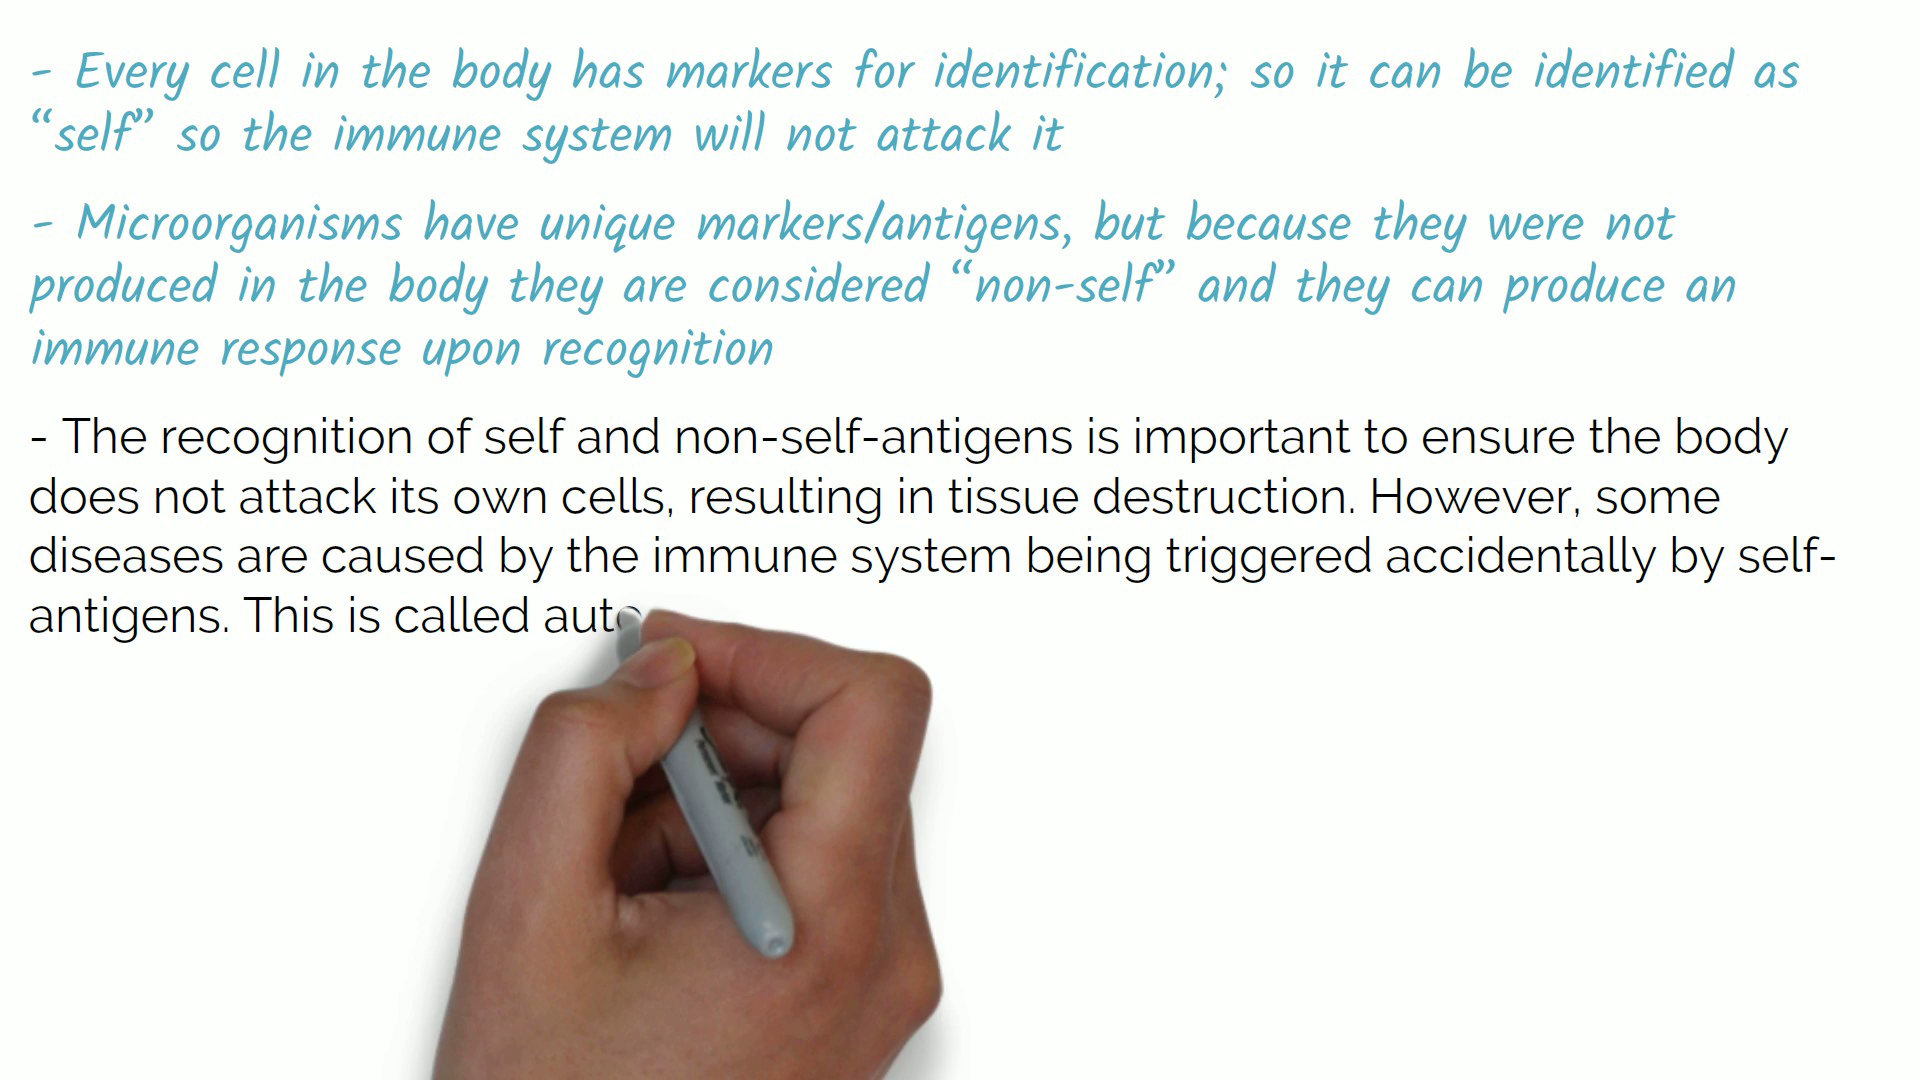 - Every cell in the body has markers for identification; so it can be identified as
“self” so the immune system will not attack it
- Microorganisms have unique markers/antigens, but because they were not
produced in the body they are considered “non-self” and they can produce an
immune response upon recognition
- The recognition of self and non-self-antigens is important to ensure the body
does not attack its own cells, resulting in tissue destruction. However, some
diseases are caused by the immune system being triggered accidentally by self-
antigens. This is called auto